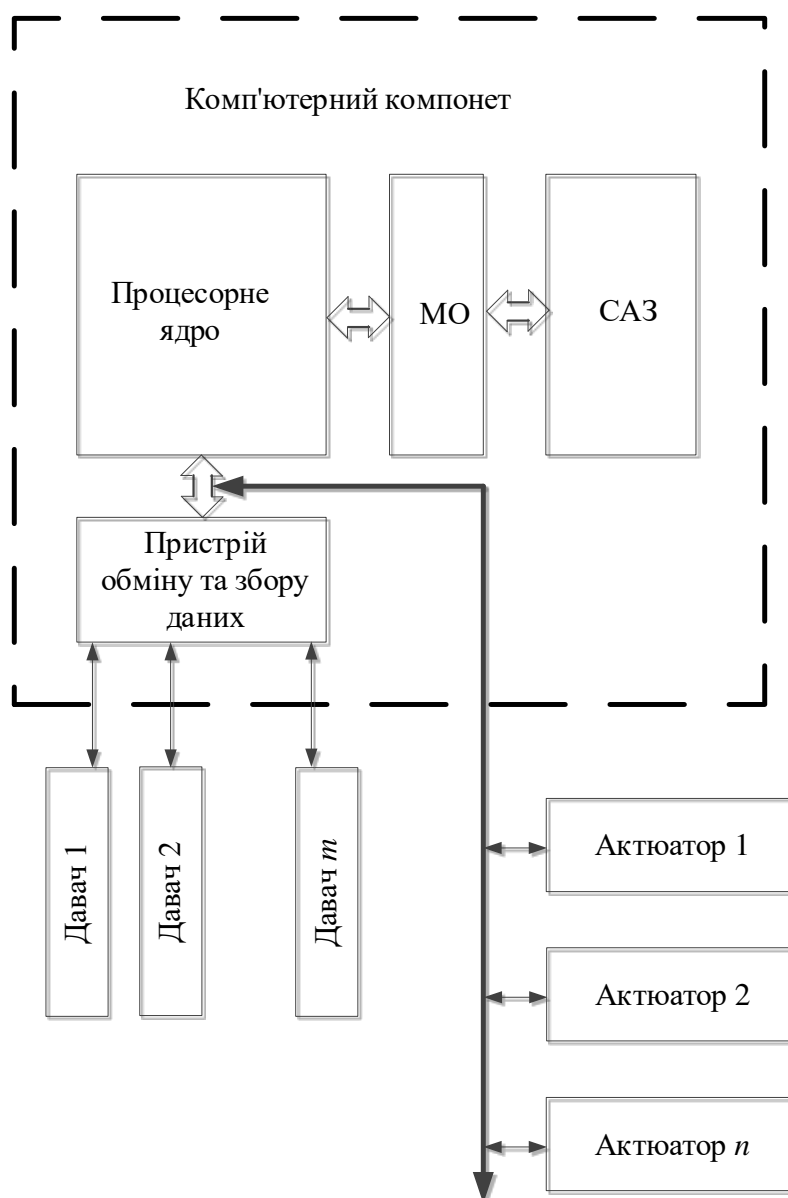 Комп'ютерний компонет
Процесорне
ядро
МО
САЗ
Пристрій
обміну та збору
даних
Давач 1
Давач 2
Давач m
Актюатор 1
Актюатор 2
Актюатор n